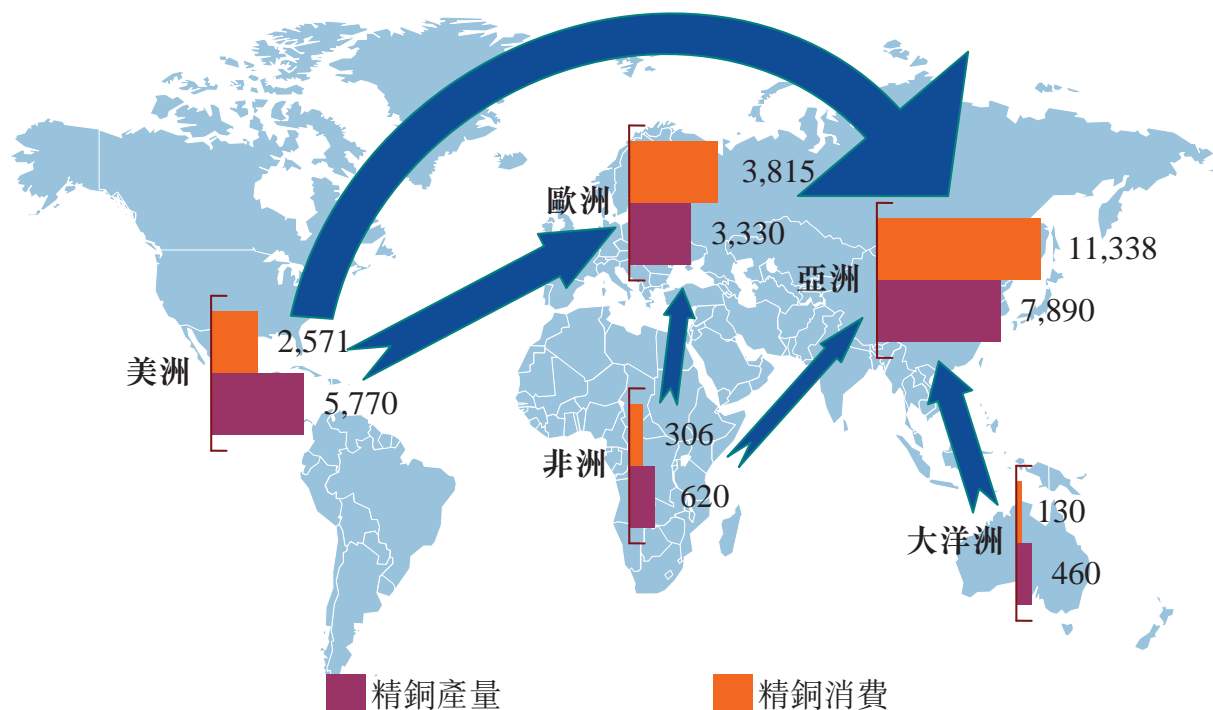 歐洲
3,815
3,330
亞洲
11,338
7,890
美洲
2,571
5,770
非洲
306
620
大洋洲
130
460
精銅產量
精銅消費